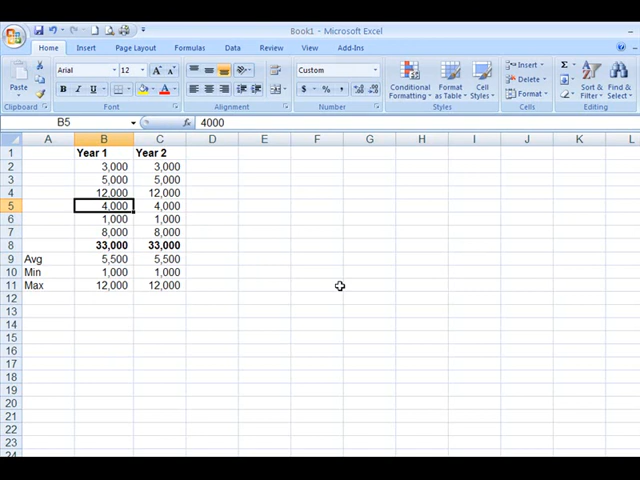 Book1 - Microsoft Excel
Home Insert Page Layout Formulas Data Review View Add-Ins
Paste
Clipboard
Arial 12 A A
B I U A
Font
Alignment
Custom
$ % , .0 .00 .00 .0
Number
Conditional Formatting
Format as Table
Cell Styles
Styles
Insert
Delete
Format
Cells
Σ
Sort & Filter
Find & Select
Editing
B5 fx 4000
A B C D E F G H I J K L
1 Year 1 Year 2
2 3,000 3,000
3 5,000 5,000
4 12,000 12,000
5 4,000 4,000
6 1,000 1,000
7 8,000 8,000
8 33,000 33,000
9 Avg 5,500 5,500
10 Min 1,000 1,000
11 Max 12,000 12,000
12
13
14
15
16
17
18
19
20
21
22
23
24